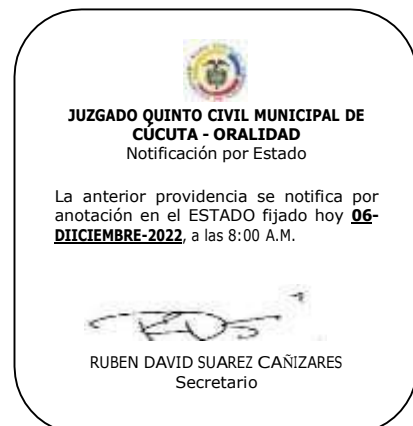 JUZGADO QUINTO CIVIL MUNICIPAL DE
CÚCUTA - ORALIDAD
Notificación por Estado
La anterior providencia se notifica por
anotación en el ESTADO fijado hoy 06-
DIICIEMBRE-2022, a las 8:00 A.M.
RUBEN DAVID SUAREZ CAÑIZARES
Secretario